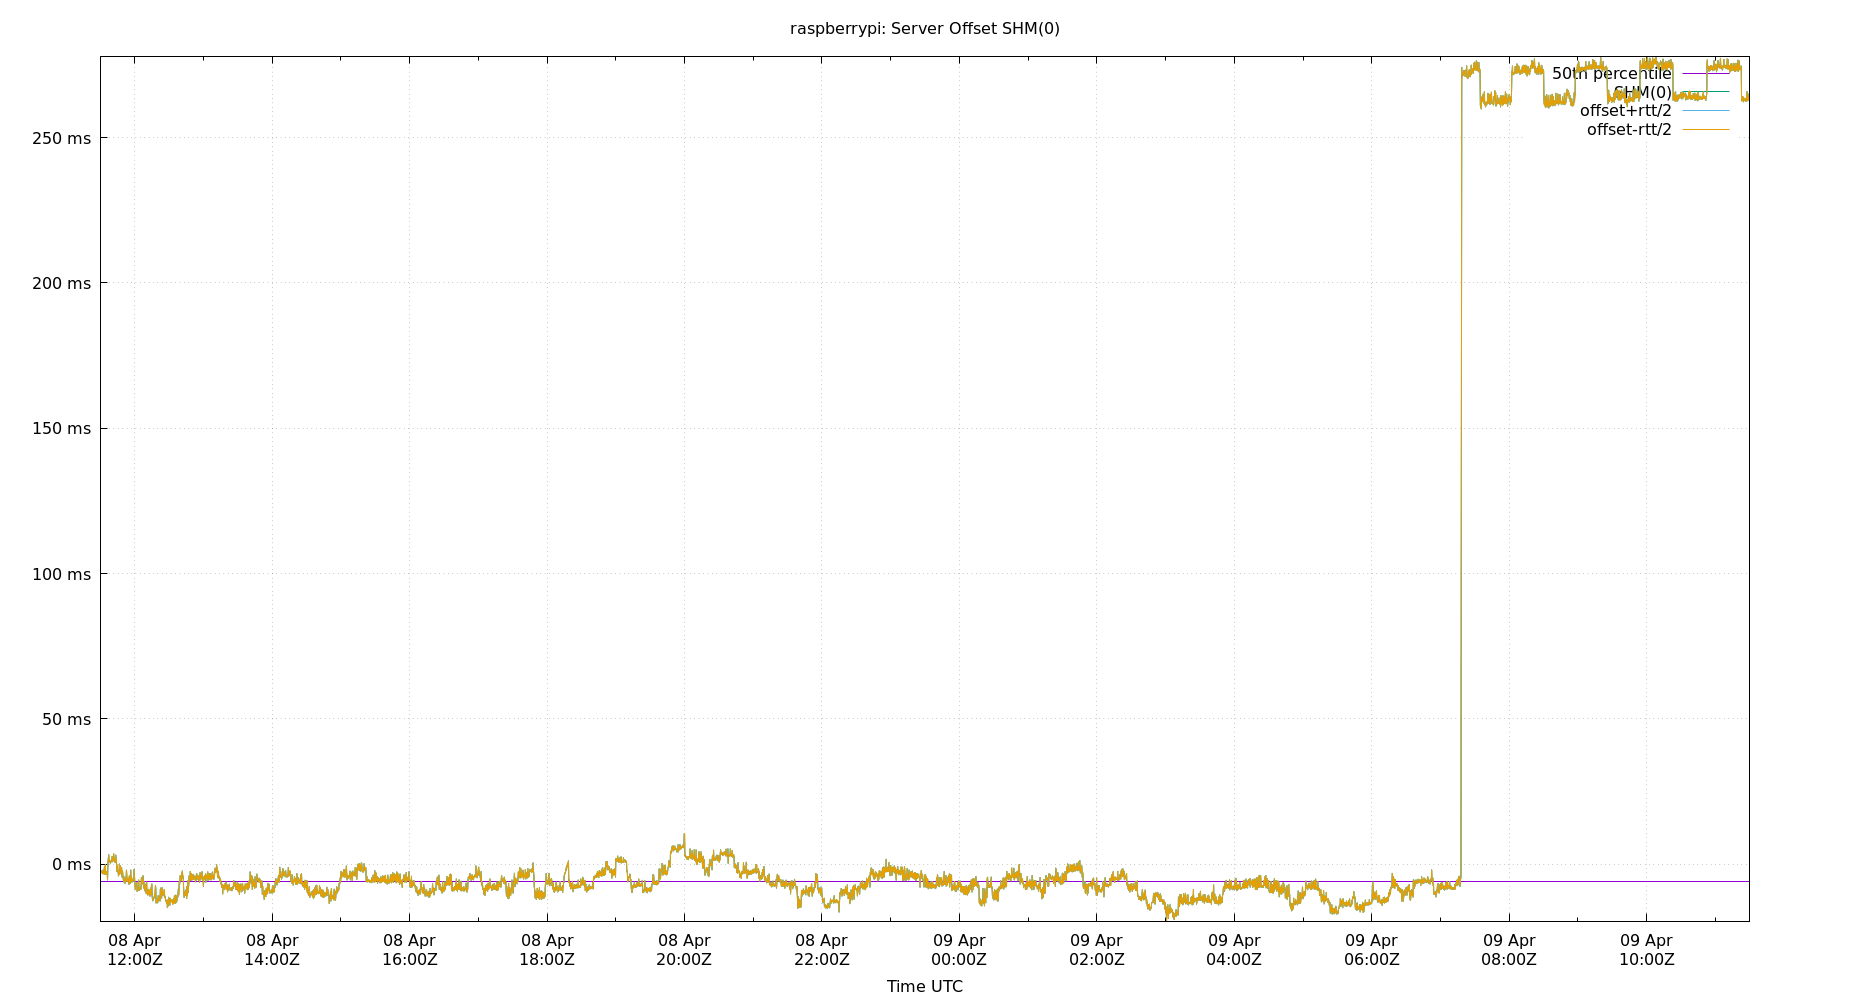 raspberrypi: Server Offset SHM(0)
50th percentile
SHM(0)
offset+rtt/2
offset-rtt/2
250 ms
200 ms
150 ms
100 ms
50 ms
0 ms
08 Apr 08 Apr 08 Apr 08 Apr 08 Apr 08 Apr 09 Apr 09 Apr 09 Apr 09 Apr 09 Apr 09 Apr
12:00Z 14:00Z 16:00Z 18:00Z 20:00Z 22:00Z 00:00Z 02:00Z 04:00Z 06:00Z 08:00Z 10:00Z
Time UTC